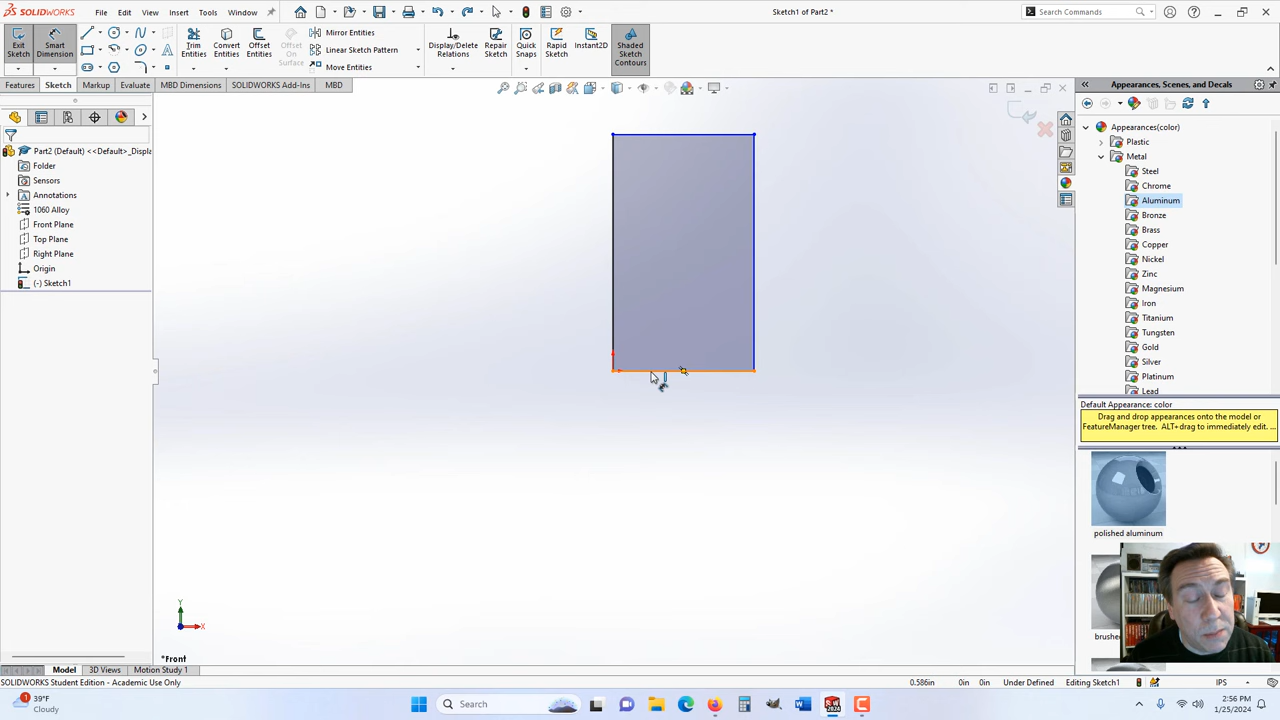 SOLIDWORKS
File
Edit
View
Insert
Tools
Window
Sketch1 of Part2 *
Search Commands
Exit Sketch
Smart Dimension
Trim Entities
Convert Entities
Offset Entities
Offset On Surface
Mirror Entities
Linear Sketch Pattern
Move Entities
Display/Delete Relations
Repair Sketch
Quick Snaps
Rapid Sketch
Instant2D
Shaded Sketch Contours
Features
Sketch
Markup
Evaluate
MBD Dimensions
SOLIDWORKS Add-Ins
MBD
Part2 (Default) <<Default>_Displa
Folder
Sensors
Annotations
1060 Alloy
Front Plane
Top Plane
Right Plane
Origin
(-) Sketch1
Y
X
*Front
Appearances, Scenes, and Decals
Appearances(color)
Plastic
Metal
Steel
Chrome
Aluminum
Bronze
Brass
Copper
Nickel
Zinc
Magnesium
Iron
Titanium
Tungsten
Gold
Silver
Platinum
Lead
Default Appearance: color
Drag and drop appearances onto the model or
FeatureManager tree.  ALT+drag to immediately edit. ...
polished aluminum
brushe
Model
3D Views
Motion Study 1
SOLIDWORKS Student Edition - Academic Use Only
0.586in
0in
0in
Under Defined
Editing Sketch1
IPS
1
39°F
Cloudy
Search
2:56 PM
1/25/2024